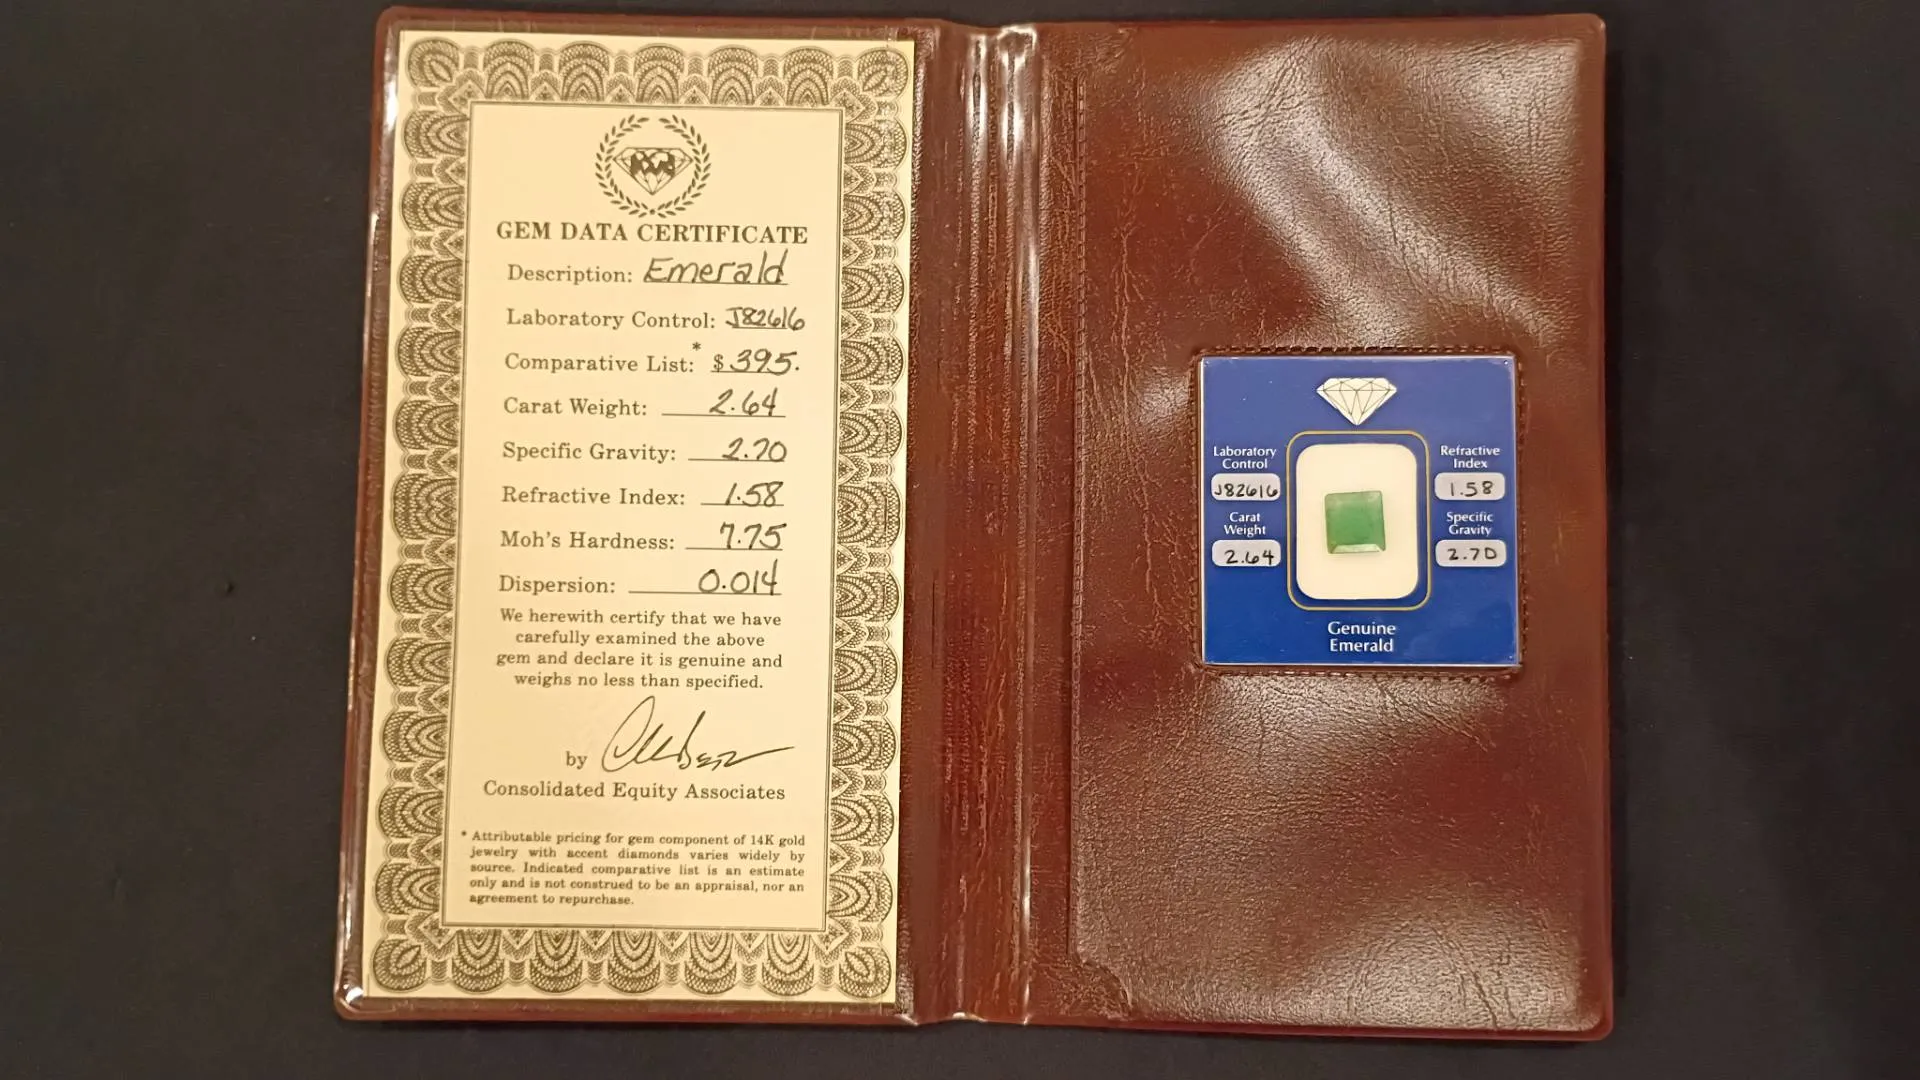 GEM DATA CERTIFICATE
Description: Emerald
Laboratory Control: J82616
Comparative List:* $395.
Carat Weight: 2.64
Specific Gravity: 2.70
Refractive Index: 1.58
Moh's Hardness: 7.75
Dispersion: 0.014
We herewith certify that we have
carefully examined the above
gem and declare it is genuine and
weighs no less than specified.
by
Consolidated Equity Associates
* Attributable pricing for gem component of 14K gold
jewelry with accent diamonds varies widely by
source. Indicated comparative list is an estimate
only and is not construed to be an appraisal, nor an
agreement to repurchase.
Laboratory
Control
J82616
Carat
Weight
2.64
Refractive
Index
1.58
Specific
Gravity
2.70
Genuine
Emerald